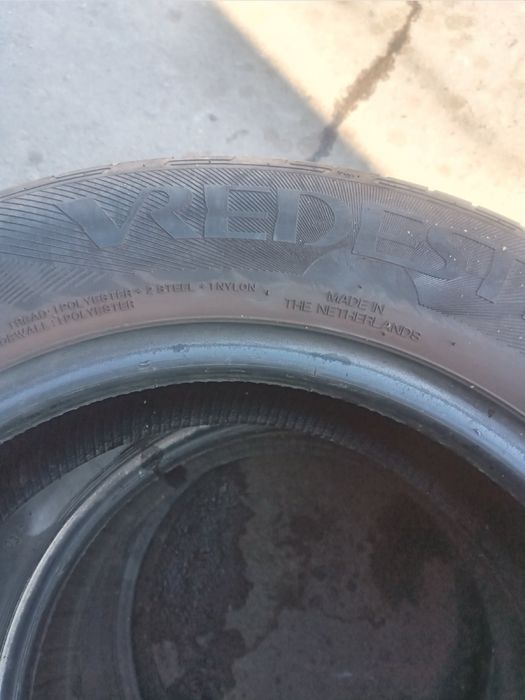 VREDEST
TREAD: 1 POLYESTER + 2 STEEL + 1 NYLON
SIDEWALL: 1 POLYESTER
MADE IN
THE NETHERLANDS